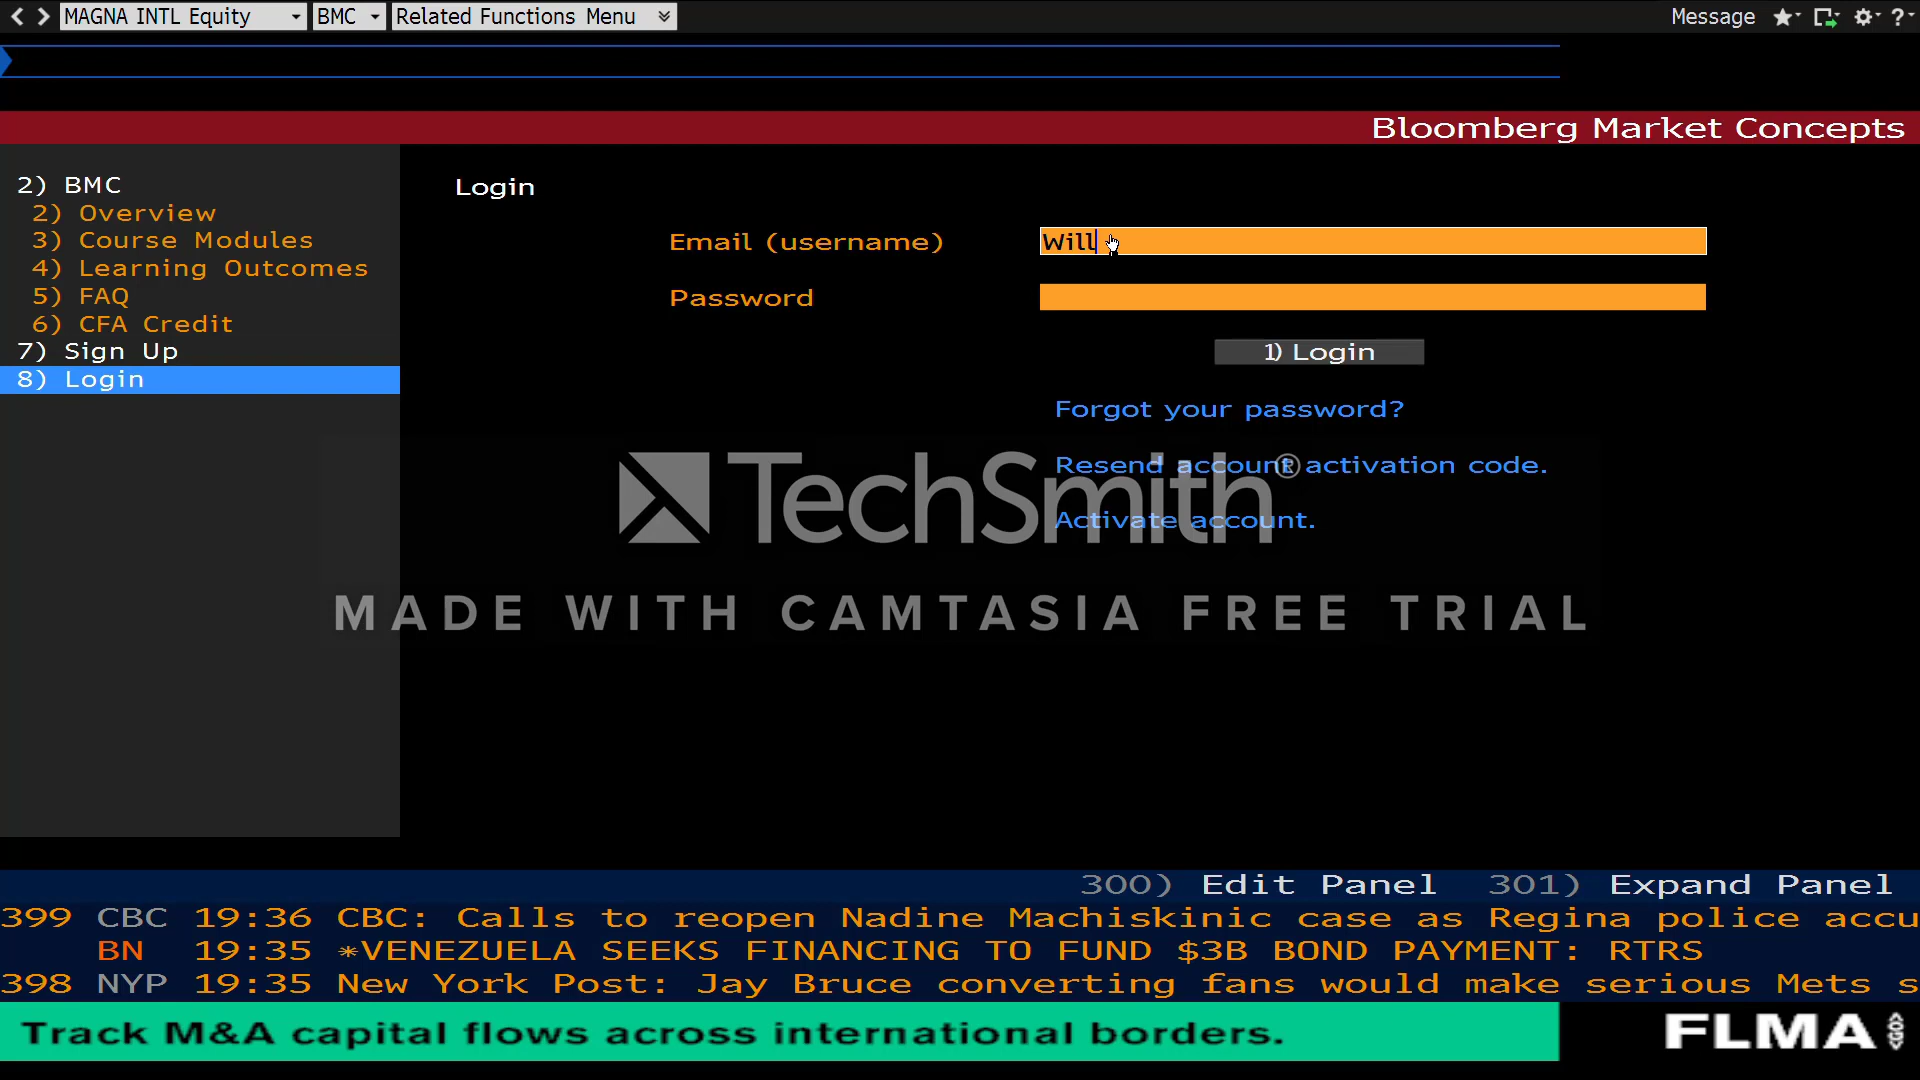 MAGNA INTL Equity BMC Related Functions Menu Message ?
Bloomberg Market Concepts
2) BMC
2) Overview
3) Course Modules
4) Learning Outcomes
5) FAQ
6) CFA Credit
7) Sign Up
8) Login
Login
Email (username) Will
Password
1) Login
Forgot your password?
Resend account activation code.
Activate account.
TechSmith®
MADE WITH CAMTASIA FREE TRIAL
300) Edit Panel 301) Expand Panel
399 CBC 19:36 CBC: Calls to reopen Nadine Machiskinic case as Regina police accu
BN 19:35 *VENEZUELA SEEKS FINANCING TO FUND $3B BOND PAYMENT: RTRS
398 NYP 19:35 New York Post: Jay Bruce converting fans would make serious Mets s
Track M&A capital flows across international borders. FLMA